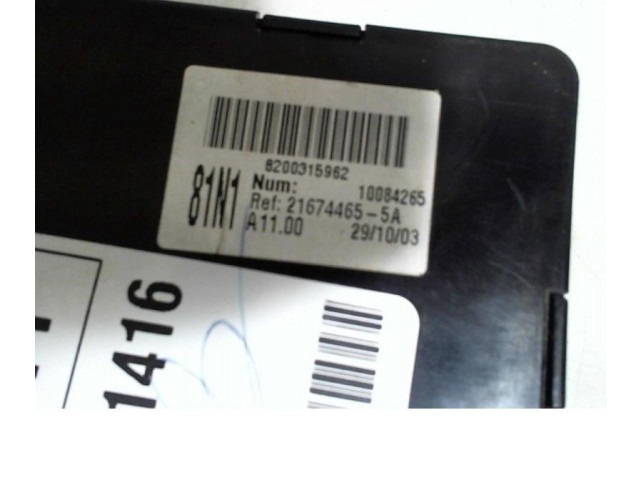 8200315962
81N1
Num: 10084265
Ref: 21674465-5A
A11.00 29/10/03
1416